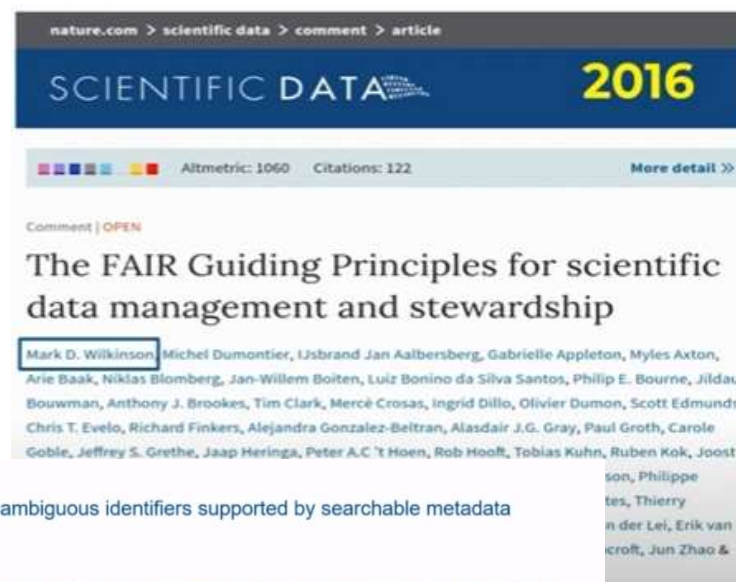 nature.com > scientific data > comment > article
SCIENTIFIC DATA
2016
Altmetric: 1060 Citations: 122 More detail »
Comment | OPEN
The FAIR Guiding Principles for scientific
data management and stewardship
Mark D. Wilkinson, Michel Dumontier, IJsbrand Jan Aalbersberg, Gabrielle Appleton, Myles Axton,
Arie Baak, Niklas Blomberg, Jan-Willem Boiten, Luiz Bonino da Silva Santos, Philip E. Bourne, Jildau
Bouwman, Anthony J. Brookes, Tim Clark, Mercè Crosas, Ingrid Dillo, Olivier Dumon, Scott Edmunds
Chris T. Evelo, Richard Finkers, Alejandra Gonzalez-Beltran, Alasdair J.G. Gray, Paul Groth, Carole
Goble, Jeffrey S. Grethe, Jaap Heringa, Peter A.C 't Hoen, Rob Hooft, Tobias Kuhn, Ruben Kok, Joost
son, Philippe
ambiguous identifiers supported by searchable metadata
tes, Thierry
n der Lei, Erik van
croft, Jun Zhao &